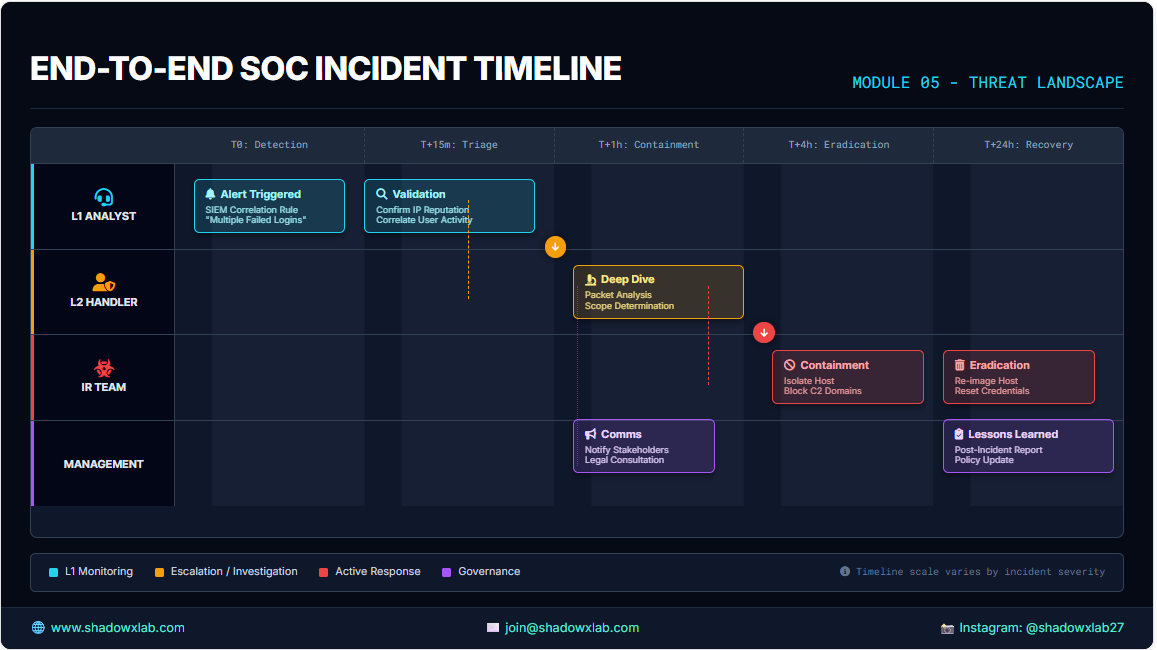 END-TO-END SOC INCIDENT TIMELINE
MODULE 05 - THREAT LANDSCAPE
T0: Detection
T+15m: Triage
T+1h: Containment
T+4h: Eradication
T+24h: Recovery
L1 ANALYST
Alert Triggered
SIEM Correlation Rule
"Multiple Failed Logins"
Validation
Confirm IP Reputation
Correlate User Activity
L2 HANDLER
Deep Dive
Packet Analysis
Scope Determination
IR TEAM
Containment
Isolate Host
Block C2 Domains
Eradication
Re-image Host
Reset Credentials
MANAGEMENT
Comms
Notify Stakeholders
Legal Consultation
Lessons Learned
Post-Incident Report
Policy Update
L1 Monitoring
Escalation / Investigation
Active Response
Governance
Timeline scale varies by incident severity
www.shadowxlab.com
join@shadowxlab.com
Instagram: @shadowxlab27